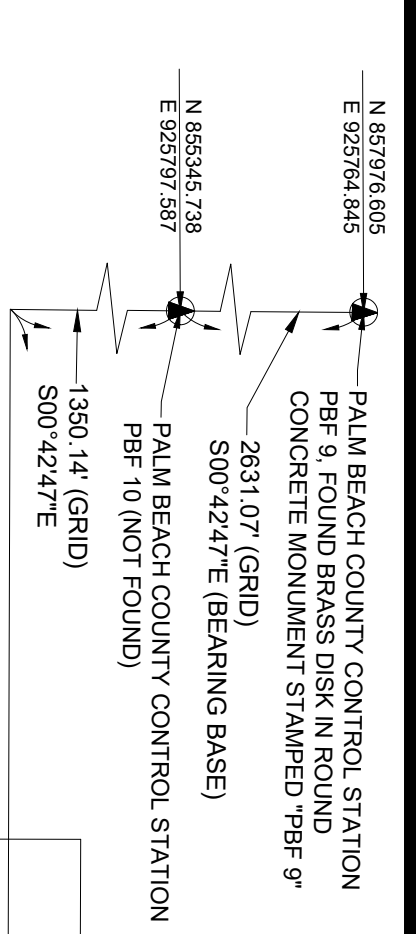 N 857976.605
E 925764.845
PALM BEACH COUNTY CONTROL STATION
PBF 9, FOUND BRASS DISK IN ROUND
CONCRETE MONUMENT STAMPED "PBF 9"
2631.07' (GRID)
S00°42'47"E (BEARING BASE)
N 855345.738
E 925797.587
PALM BEACH COUNTY CONTROL STATION
PBF 10 (NOT FOUND)
1350.14' (GRID)
S00°42'47"E